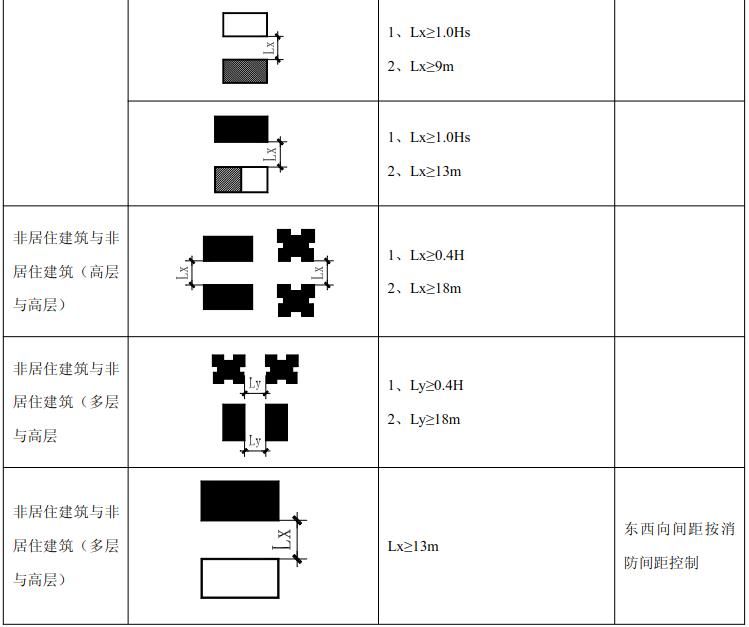 Lx
1、Lx≥1.0Hs
2、Lx≥9m
Lx
1、Lx≥1.0Hs
2、Lx≥13m
非居住建筑与非
居住建筑（高层
与高层）
Lx
Lx
1、Lx≥0.4H
2、Lx≥18m
非居住建筑与非
居住建筑（多层
与高层
Ly
Ly
1、Ly≥0.4H
2、Ly≥18m
非居住建筑与非
居住建筑（多层
与高层）
Lx
Lx≥13m
东西向间距按消
防间距控制